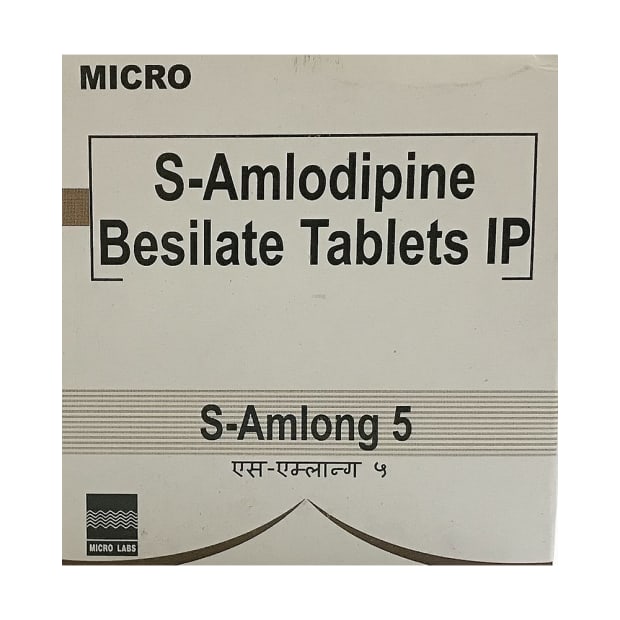 MICRO
S-Amlodipine
Besilate Tablets IP
S-Amlong 5
एस-एम्लान्ग ५
MICRO LABS